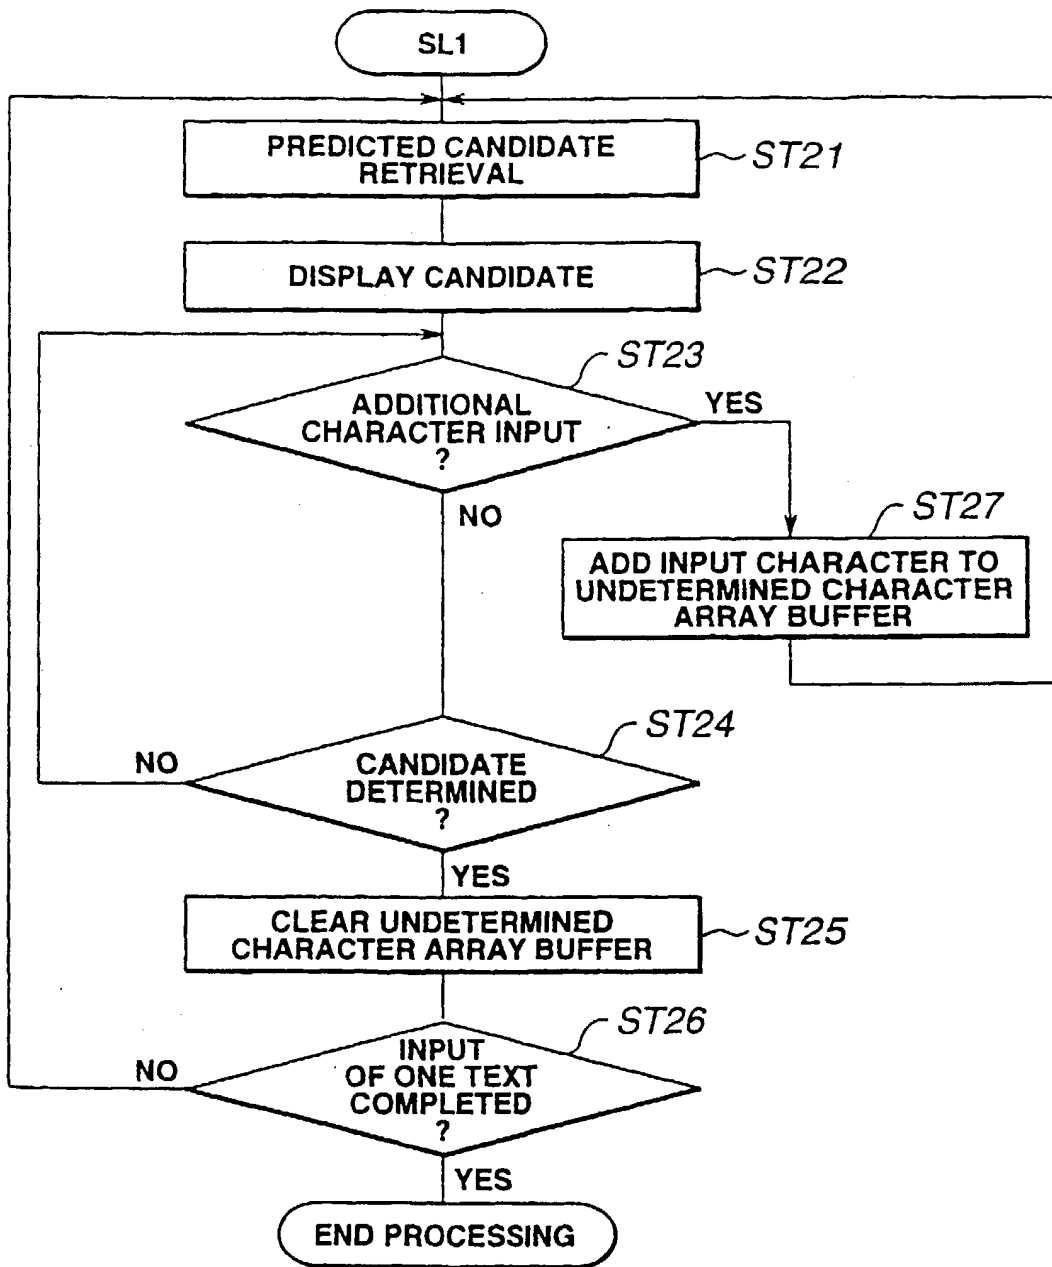 SL1
PREDICTED CANDIDATE
RETRIEVAL
ST21
DISPLAY CANDIDATE
ST22
ST23
ADDITIONAL
CHARACTER INPUT
?
YES
NO
ST27
ADD INPUT CHARACTER TO
UNDETERMINED CHARACTER
ARRAY BUFFER
ST24
NO
CANDIDATE
DETERMINED
?
YES
CLEAR UNDETERMINED
CHARACTER ARRAY BUFFER
ST25
ST26
NO
INPUT
OF ONE TEXT
COMPLETED
?
YES
END PROCESSING